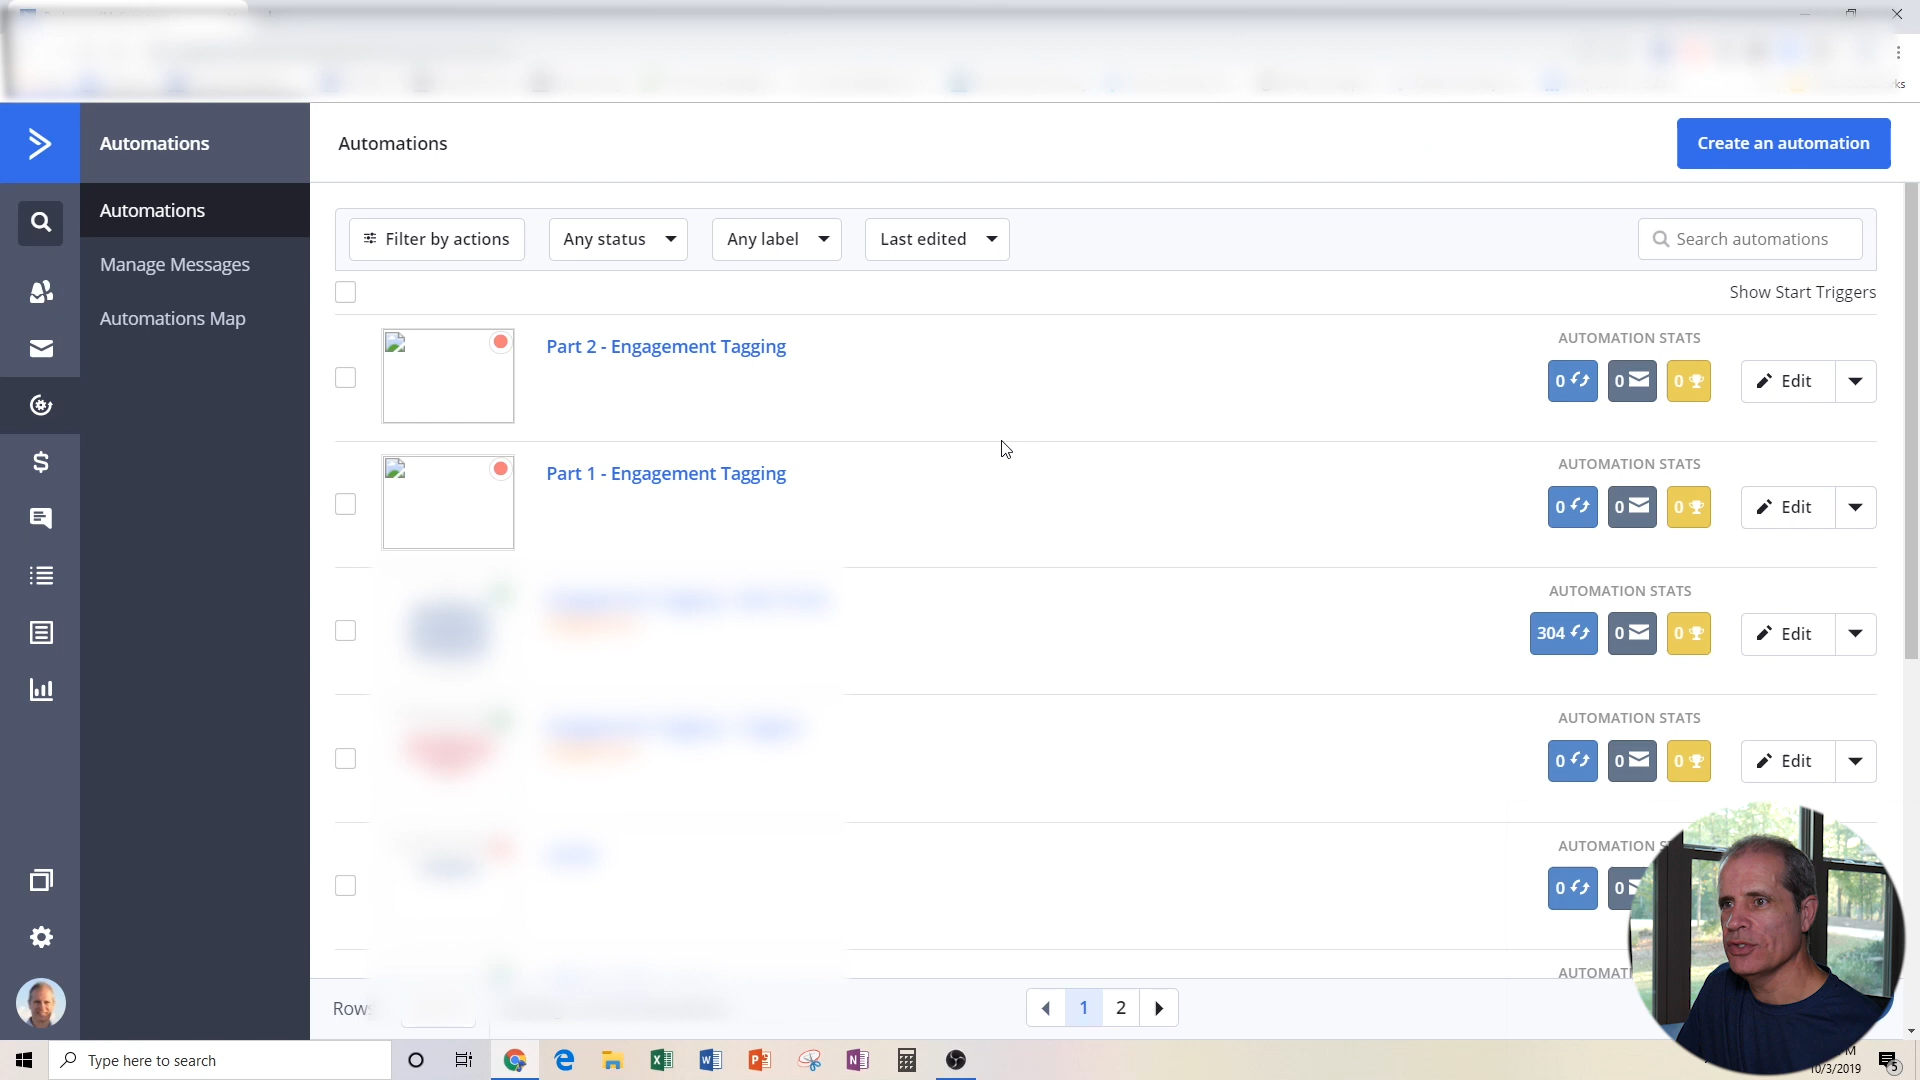 ks
Automations
Automations
Create an automation
Automations
Manage Messages
Automations Map
Filter by actions
Any status
Any label
Last edited
Search automations
Show Start Triggers
Part 2 - Engagement Tagging
AUTOMATION STATS
0
0
0
Edit
Part 1 - Engagement Tagging
AUTOMATION STATS
0
0
0
Edit
AUTOMATION STATS
304
0
0
Edit
AUTOMATION STATS
0
0
0
Edit
AUTOMATION S
0
0
AUTOMATI
Rows
1
2
Type here to search
M
10/3/2019
5